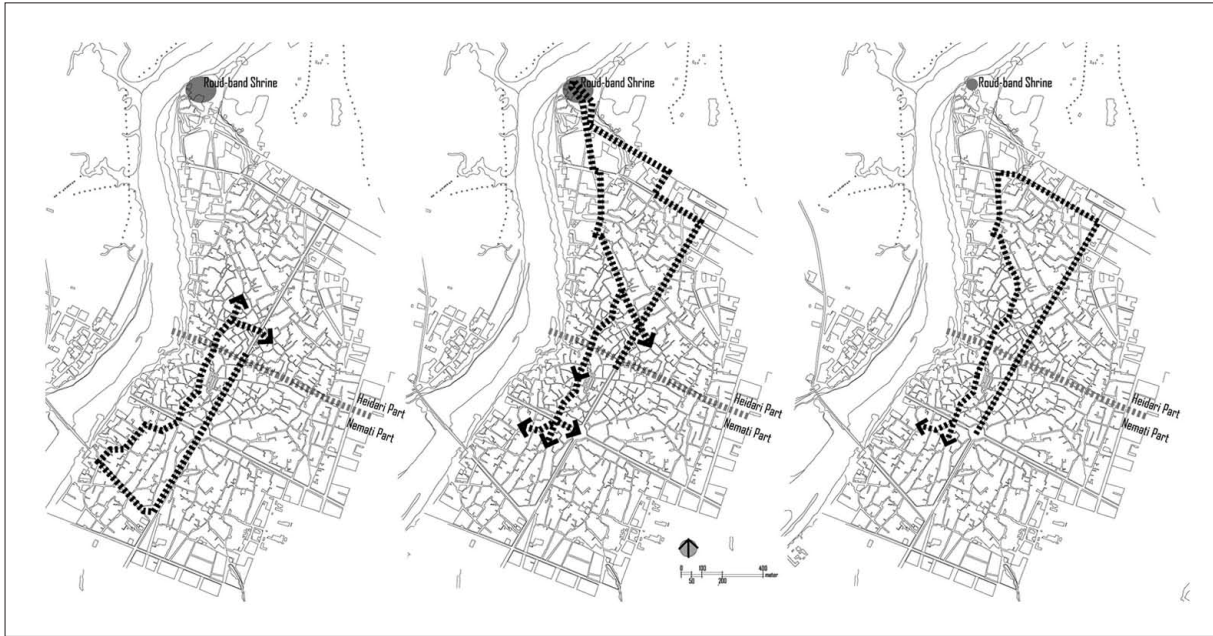 Roud-band Shrine
Heidari Part
Nemati Part
Roud-band Shrine
Heidari Part
Nemati Part
0 100 400
50 200 meter
Roud-band Shrine
Heidari Part
Nemati Part